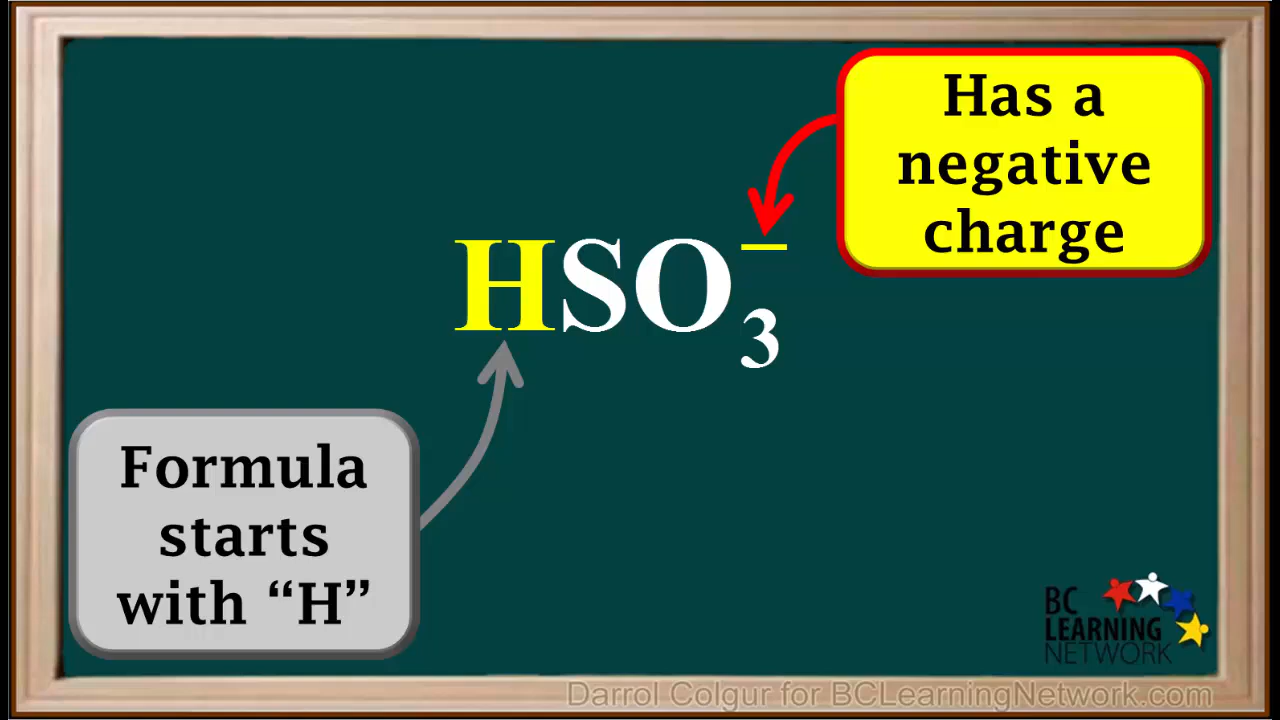 Has a
negative
charge
HSO₃⁻
Formula
starts
with “H”
BC
LEARNING
NETWORK
Darrol Colgur for BCLearningNetwork.com